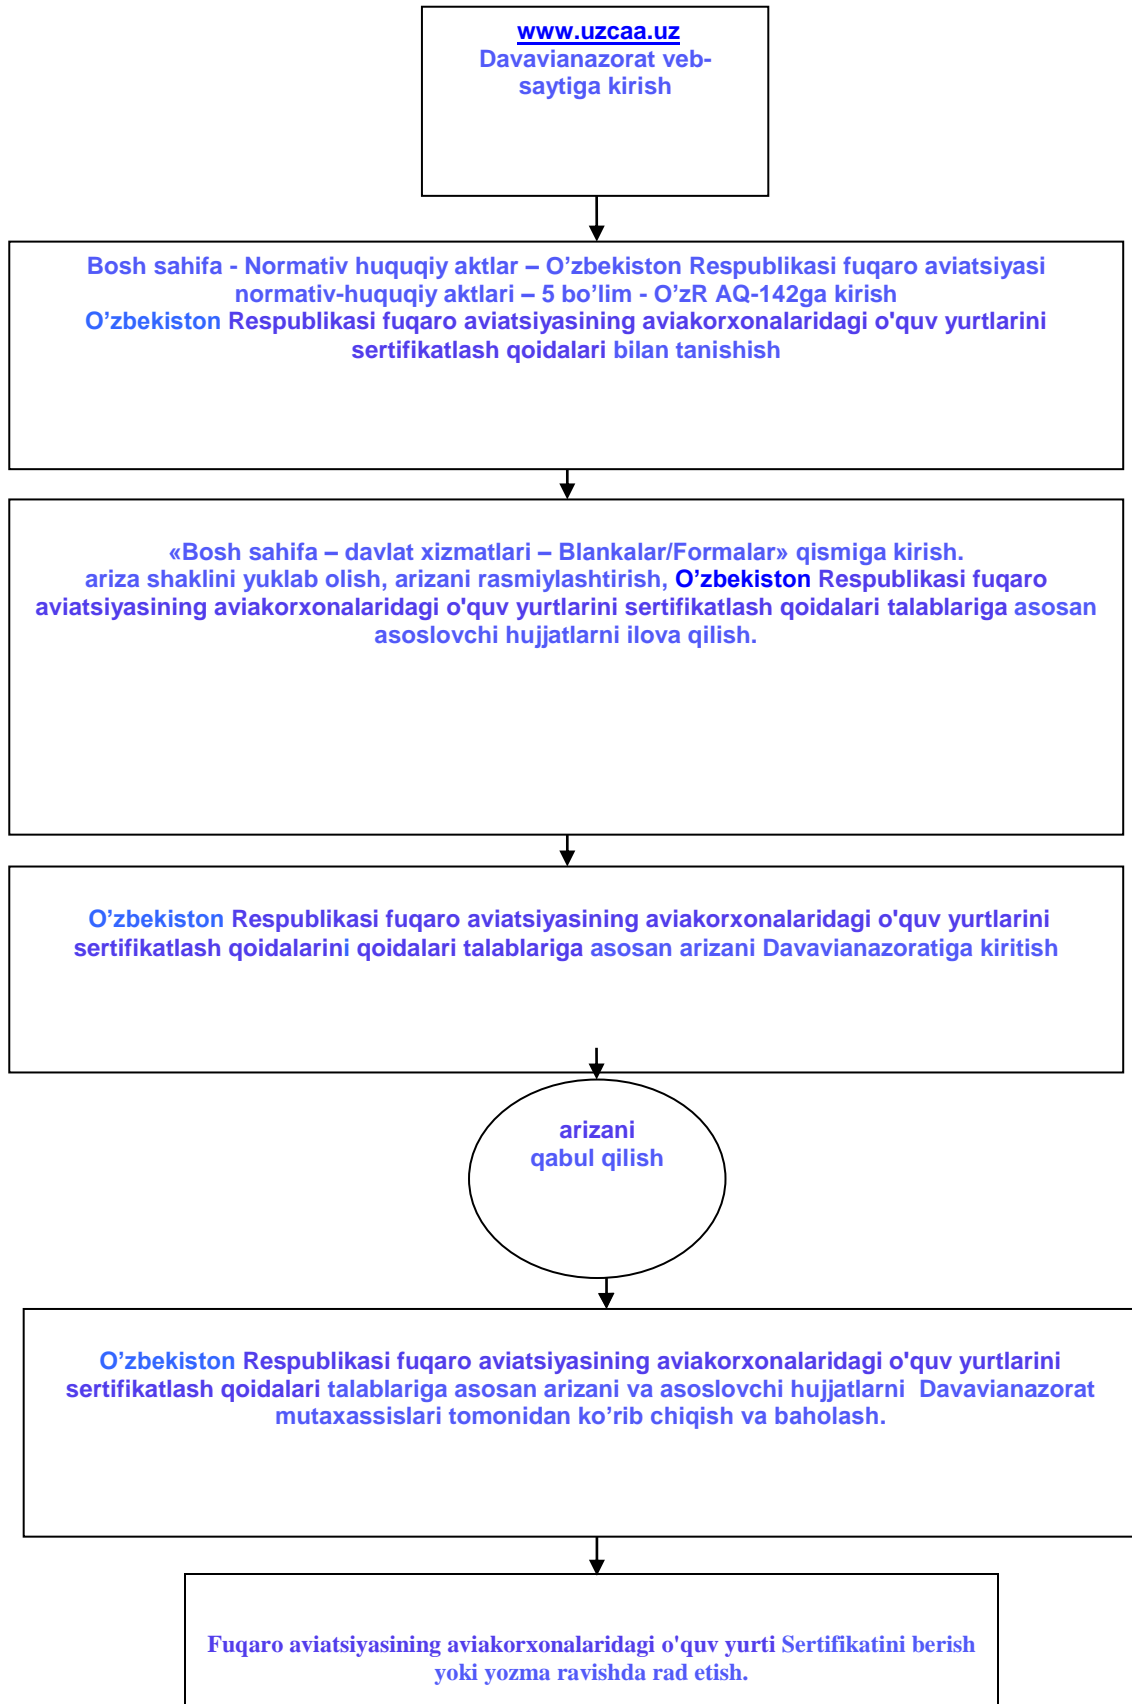 www.uzcaa.uz
Davavianazorat veb-
saytiga kirish
Bosh sahifa - Normativ huquqiy aktlar – O’zbekiston Respublikasi fuqaro aviatsiyasi
normativ-huquqiy aktlari – 5 bo’lim - O’zR AQ-142ga kirish
O’zbekiston Respublikasi fuqaro aviatsiyasining aviakorxonalaridagi o'quv yurtlarini
sertifikatlash qoidalari bilan tanishish
«Bosh sahifa – davlat xizmatlari – Blankalar/Formalar» qismiga kirish.
ariza shaklini yuklab olish, arizani rasmiylashtirish, O’zbekiston Respublikasi fuqaro
aviatsiyasining aviakorxonalaridagi o'quv yurtlarini sertifikatlash qoidalari talablariga asosan
asoslovchi hujjatlarni ilova qilish.
O’zbekiston Respublikasi fuqaro aviatsiyasining aviakorxonalaridagi o'quv yurtlarini
sertifikatlash qoidalarini qoidalari talablariga asosan arizani Davavianazoratiga kiritish
arizani
qabul qilish
O’zbekiston Respublikasi fuqaro aviatsiyasining aviakorxonalaridagi o'quv yurtlarini
sertifikatlash qoidalari talablariga asosan arizani va asoslovchi hujjatlarni  Davavianazorat
mutaxassislari tomonidan ko’rib chiqish va baholash.
Fuqaro aviatsiyasining aviakorxonalaridagi o'quv yurti Sertifikatini berish
yoki yozma ravishda rad etish.